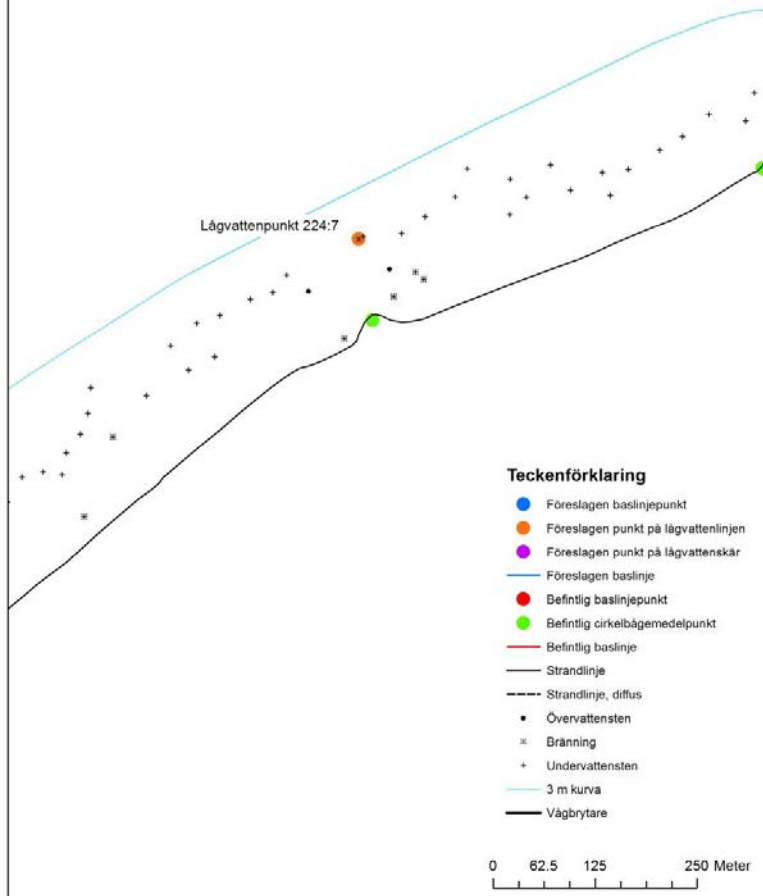 Lågvattenpunkt 224:7
Teckenförklaring
Föreslagen baslinjepunkt
Föreslagen punkt på lågvattenlinjen
Föreslagen punkt på lågvattenskär
Föreslagen baslinje
Befintlig baslinjepunkt
Befintlig cirkelbågemedelpunkt
Befintlig baslinje
Strandlinje
Strandlinje, diffus
Övervattensten
Bränning
Undervattensten
3 m kurva
Vågbrytare
0 62.5 125 250 Meter